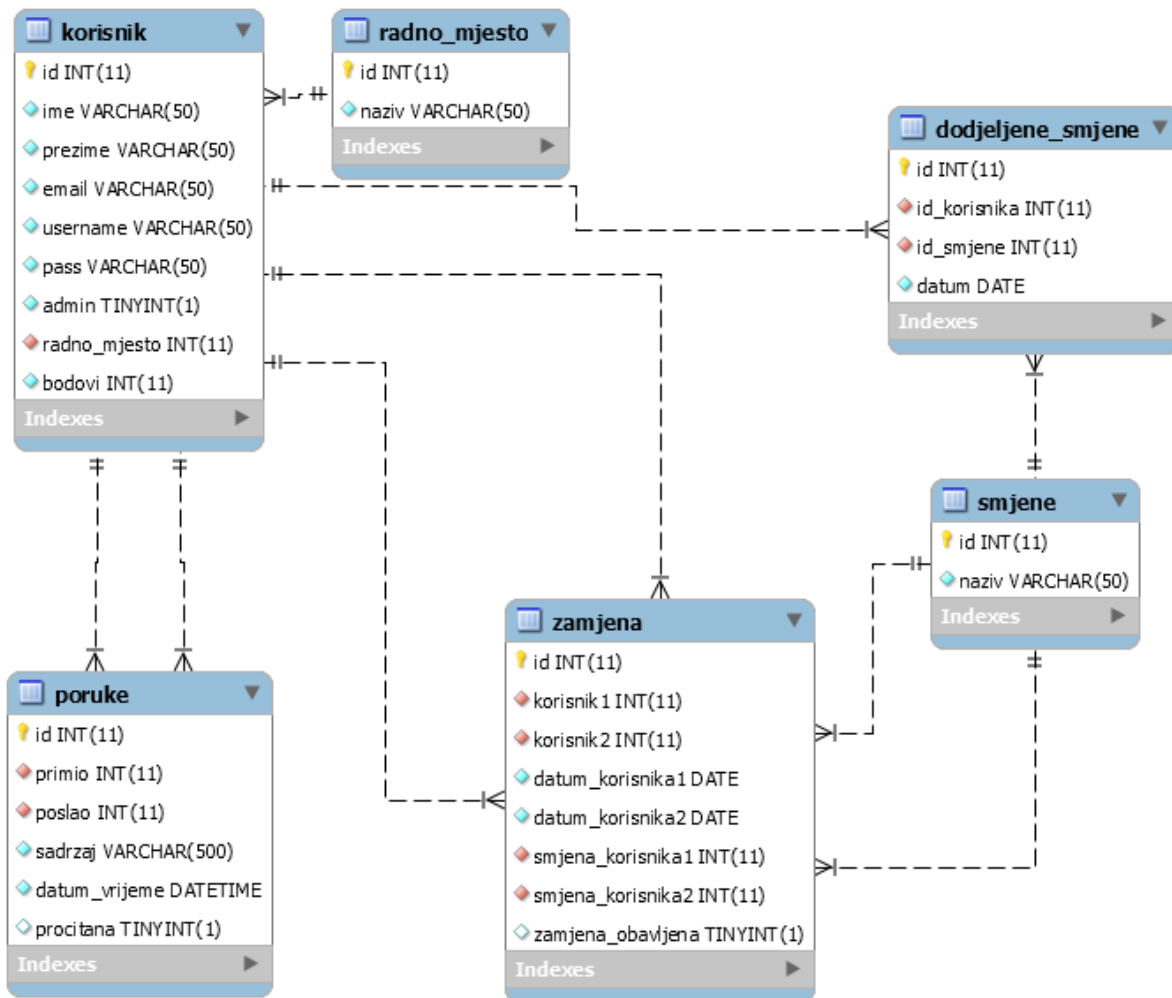 korisnik
id INT(11)
ime VARCHAR(50)
prezime VARCHAR(50)
email VARCHAR(50)
username VARCHAR(50)
pass VARCHAR(50)
admin TINYINT(1)
radno_mjesto INT(11)
bodovi INT(11)
Indexes
radno_mjesto
id INT(11)
naziv VARCHAR(50)
Indexes
dodjeljene_smjene
id INT(11)
id_korisnika INT(11)
id_smjene INT(11)
datum DATE
Indexes
smjene
id INT(11)
naziv VARCHAR(50)
Indexes
zamjena
id INT(11)
korisnik1 INT(11)
korisnik2 INT(11)
datum_korisnika1 DATE
datum_korisnika2 DATE
smjena_korisnika1 INT(11)
smjena_korisnika2 INT(11)
zamjena_obavljena TINYINT(1)
Indexes
poruke
id INT(11)
primio INT(11)
poslao INT(11)
sadrzaj VARCHAR(500)
datum_vrijeme DATETIME
procitana TINYINT(1)
Indexes